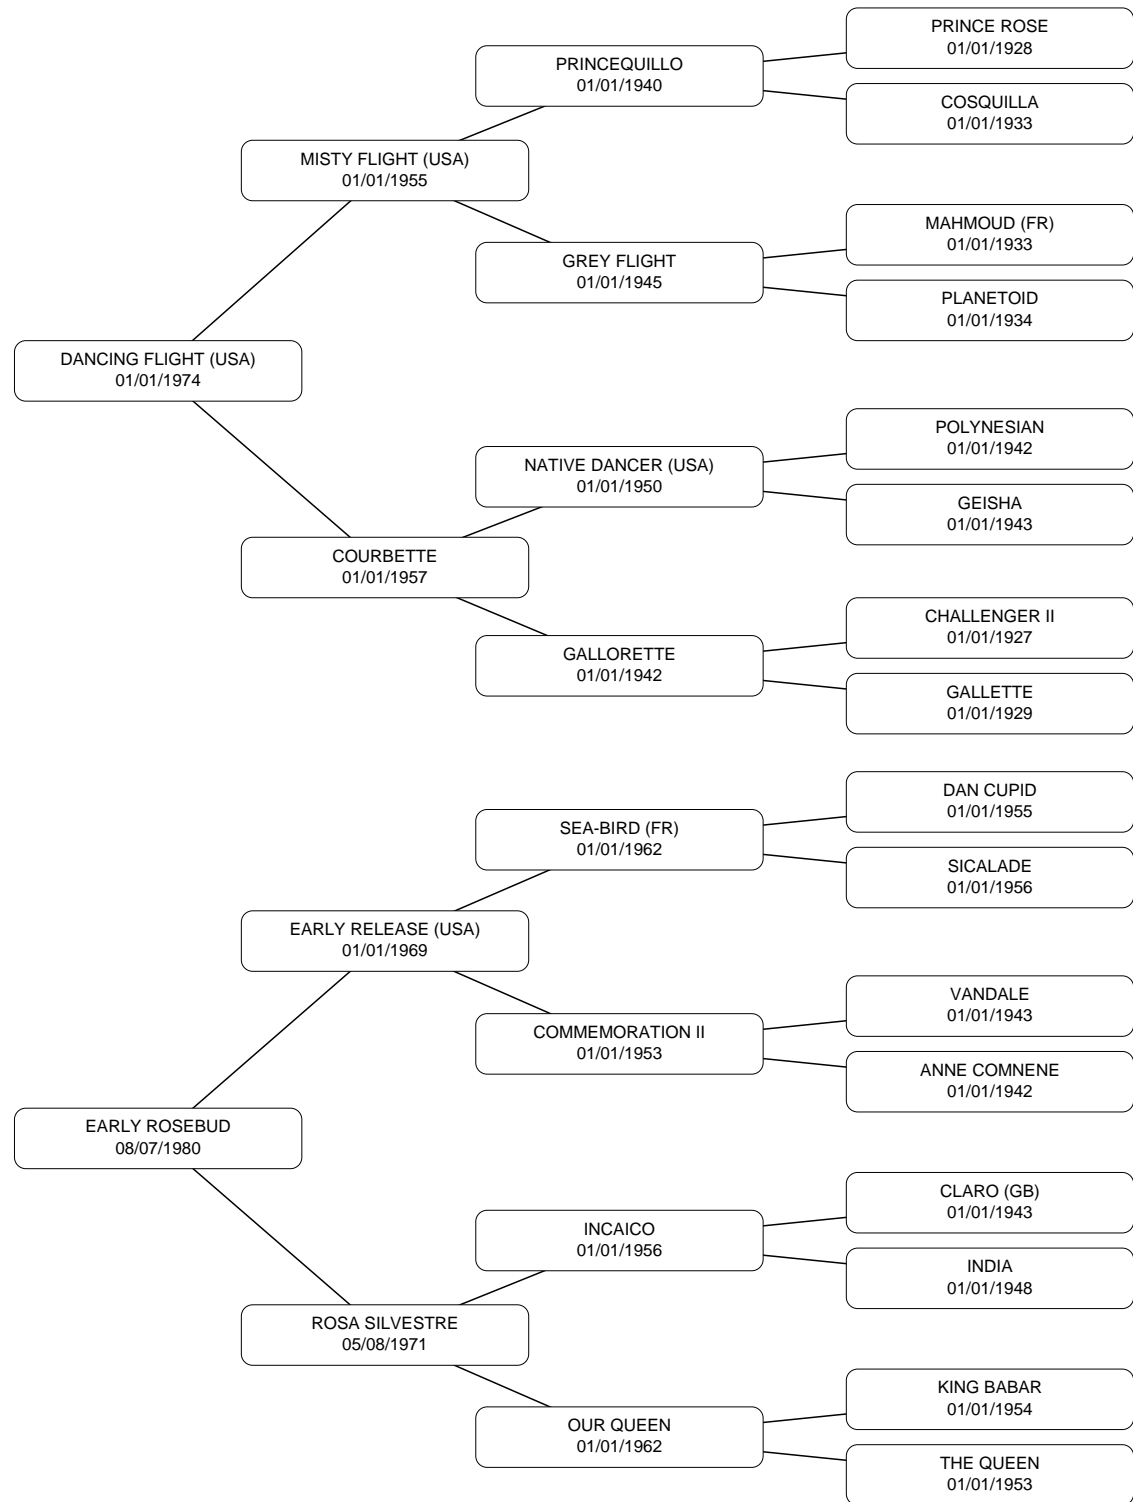 PRINCE ROSE
01/01/1928
PRINCEQUILLO
01/01/1940
COSQUILLA
01/01/1933
MISTY FLIGHT (USA)
01/01/1955
MAHMOUD (FR)
01/01/1933
GREY FLIGHT
01/01/1945
PLANETOID
01/01/1934
DANCING FLIGHT (USA)
01/01/1974
POLYNESIAN
01/01/1942
NATIVE DANCER (USA)
01/01/1950
GEISHA
01/01/1943
COURBETTE
01/01/1957
CHALLENGER II
01/01/1927
GALLORETTE
01/01/1942
GALLETTE
01/01/1929
DAN CUPID
01/01/1955
SEA-BIRD (FR)
01/01/1962
SICALADE
01/01/1956
EARLY RELEASE (USA)
01/01/1969
VANDALE
01/01/1943
COMMEMORATION II
01/01/1953
ANNE COMNENE
01/01/1942
EARLY ROSEBUD
08/07/1980
CLARO (GB)
01/01/1943
INCAICO
01/01/1956
INDIA
01/01/1948
ROSA SILVESTRE
05/08/1971
KING BABAR
01/01/1954
OUR QUEEN
01/01/1962
THE QUEEN
01/01/1953